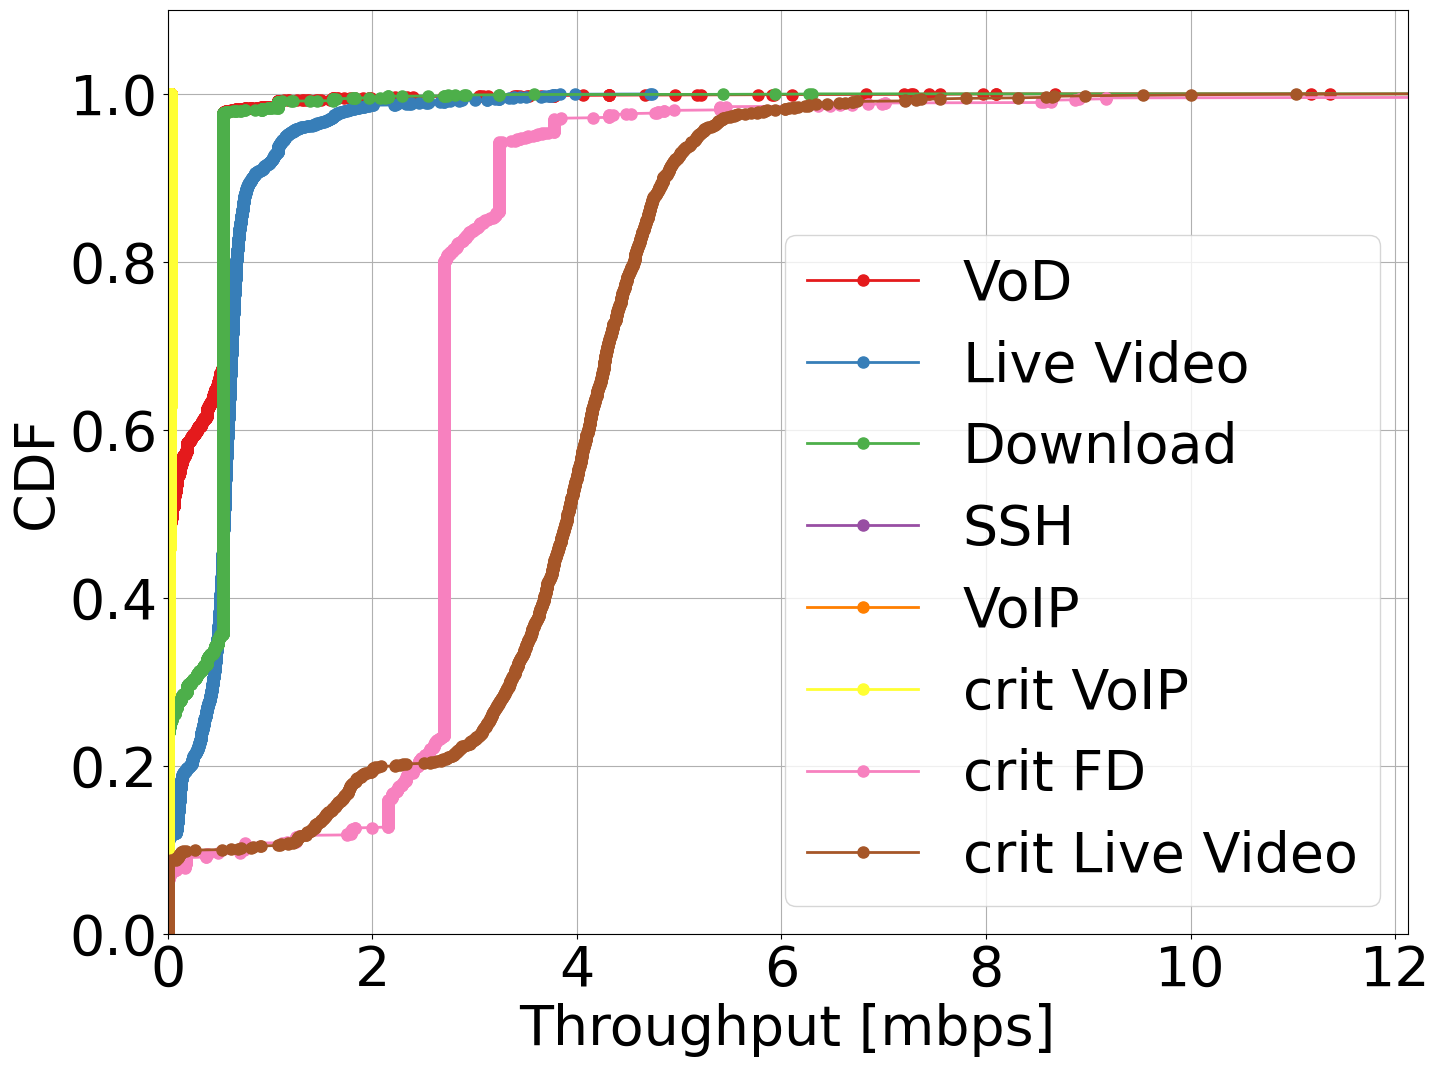 1.0
0.8
0.6
0.4
0.2
0.0
CDF
VoD
Live Video
Download
SSH
VoIP
crit VoIP
crit FD
crit Live Video
0 2 4 6 8 10 12
Throughput [mbps]